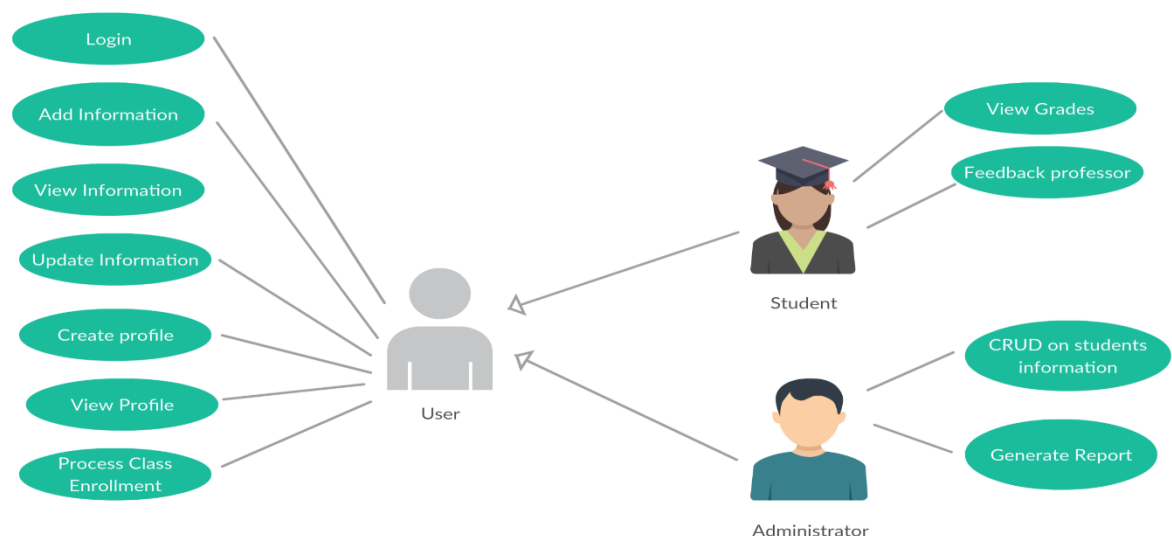 Login
Add Information
View Information
Update Information
Create profile
View Profile
Process Class
Enrollment
User
View Grades
Feedback professor
Student
CRUD on students
information
Generate Report
Administrator